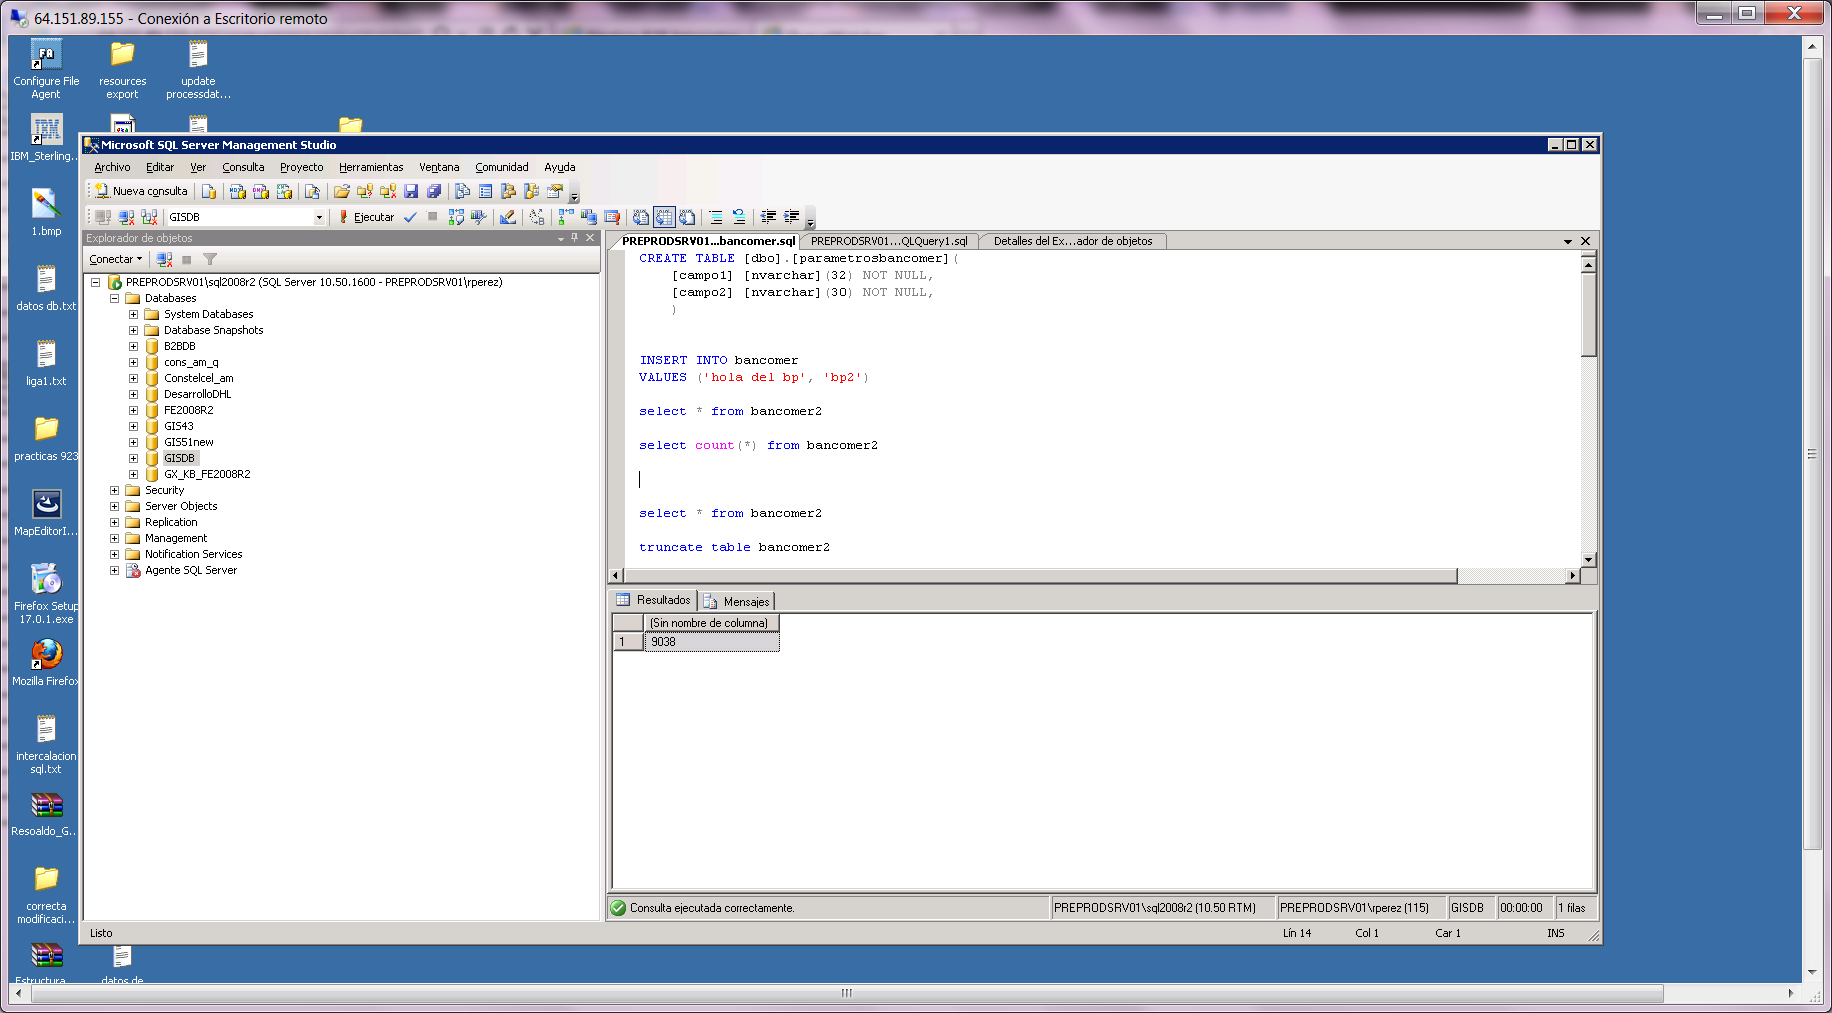 64.151.89.155 - Conexión a Escritorio remoto
Configure File
Agent
resources
export
update
processdat...
IBM_Sterling...
1.bmp
datos db.txt
liga1.txt
practicas 923
MapEditorI...
Firefox Setup
17.0.1.exe
Mozilla Firefox
intercalacion
sql.txt
Resoaldo_G...
correcta
modificaci...
Estructura
datos de
Microsoft SQL Server Management Studio
Archivo Editar Ver Consulta Proyecto Herramientas Ventana Comunidad Ayuda
Nueva consulta
GISDB Ejecutar
Explorador de objetos
Conectar
PREPRODSRV01\sql2008r2 (SQL Server 10.50.1600 - PREPRODSRV01\rperez)
Databases
System Databases
Database Snapshots
B2BDB
cons_am_q
Constelcel_am
DesarrolloDHL
FE2008R2
GIS43
GIS51new
GISDB
GX_KB_FE2008R2
Security
Server Objects
Replication
Management
Notification Services
Agente SQL Server
PREPRODSRV01...bancomer.sql PREPRODSRV01...QLQuery1.sql Detalles del Ex...ador de objetos
CREATE TABLE [dbo].[parametrosbancomer](
[campo1] [nvarchar](32) NOT NULL,
[campo2] [nvarchar](30) NOT NULL,
)
INSERT INTO bancomer
VALUES ('hola del bp', 'bp2')
select * from bancomer2
select count(*) from bancomer2
select * from bancomer2
truncate table bancomer2
Resultados Mensajes
(Sin nombre de columna)
1 9038
Consulta ejecutada correctamente. PREPRODSRV01\sql2008r2 (10.50 RTM) PREPRODSRV01\rperez (115) GISDB 00:00:00 1 filas
Listo Lín 14 Col 1 Car 1 INS